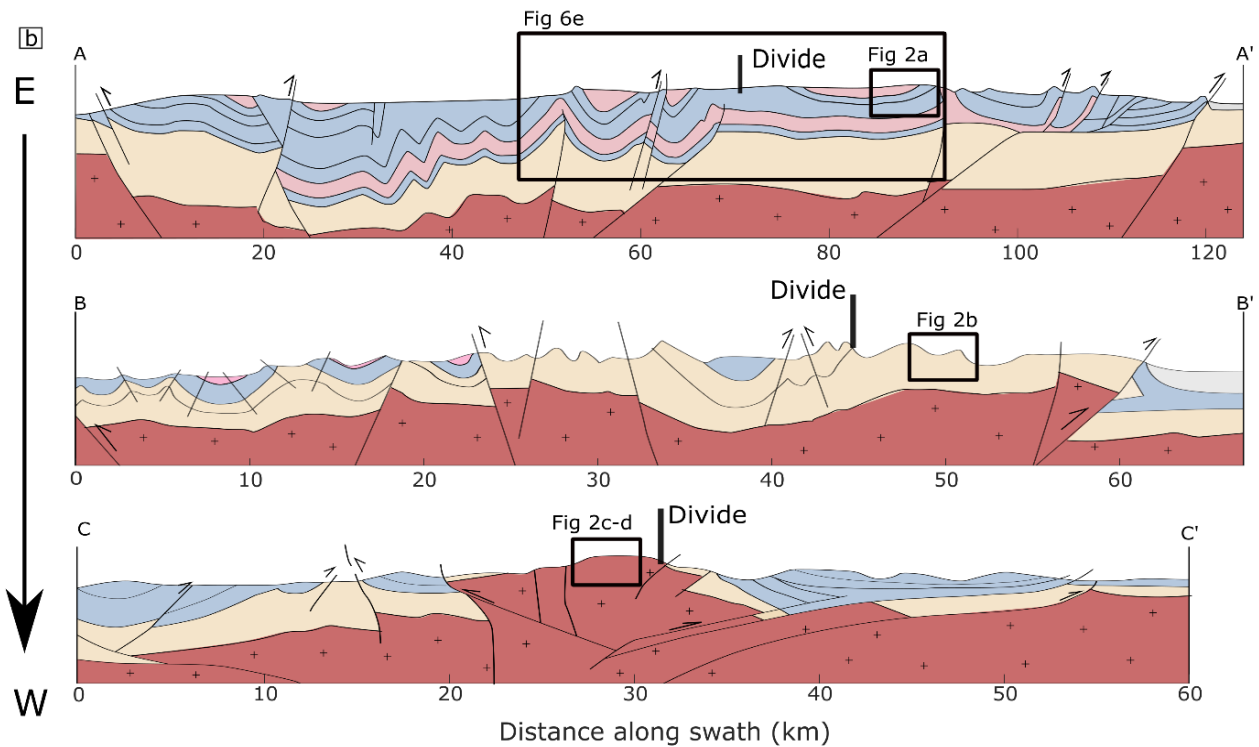 b
E
W
Fig 6e
A
Divide
Fig 2a
A'
0 20 40 60 80 100 120
B
Divide
Fig 2b
B'
0 10 20 30 40 50 60
C
Fig 2c-d
Divide
C'
0 10 20 30 40 50 60
Distance along swath (km)